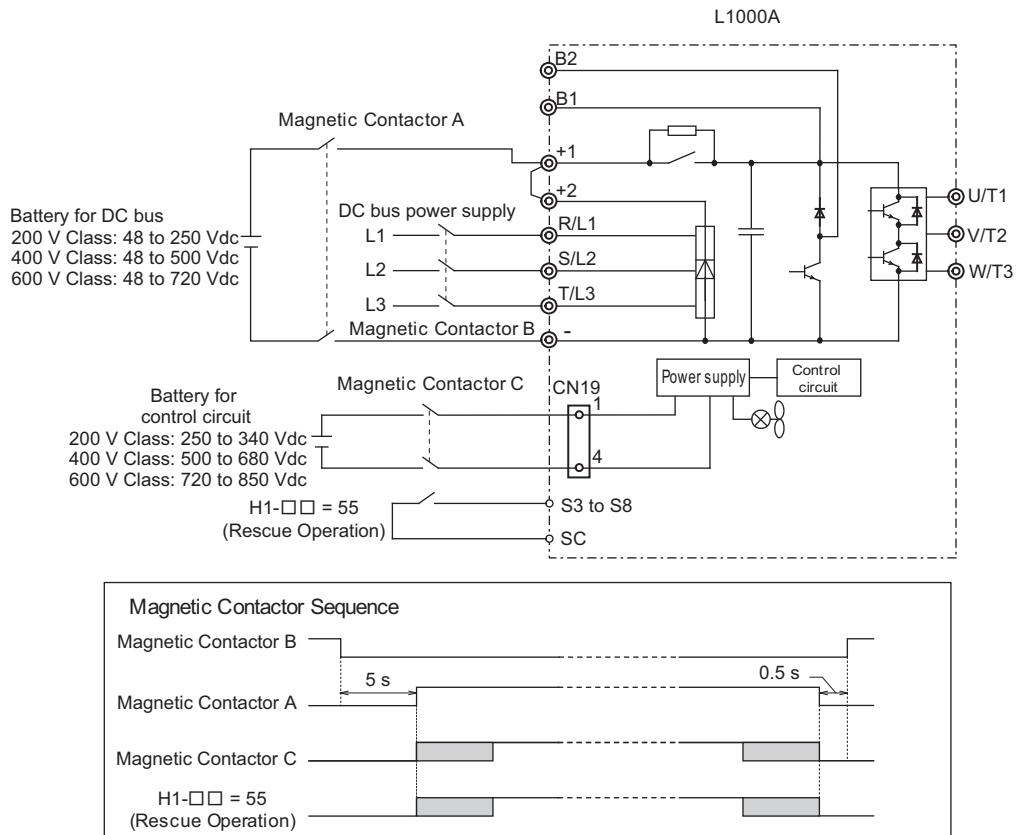 L1000A
B2
B1
Magnetic Contactor A
+1
+2
Battery for DC bus
200 V Class: 48 to 250 Vdc
400 V Class: 48 to 500 Vdc
600 V Class: 48 to 720 Vdc
DC bus power supply
L1
L2
L3
R/L1
S/L2
T/L3
Magnetic Contactor B
-
U/T1
V/T2
W/T3
Battery for
control circuit
200 V Class: 250 to 340 Vdc
400 V Class: 500 to 680 Vdc
600 V Class: 720 to 850 Vdc
Magnetic Contactor C
CN19
1
4
Power supply
Control
circuit
H1-□□ = 55
(Rescue Operation)
S3 to S8
SC
Magnetic Contactor Sequence
Magnetic Contactor B
5 s
0.5 s
Magnetic Contactor A
Magnetic Contactor C
H1-□□ = 55
(Rescue Operation)